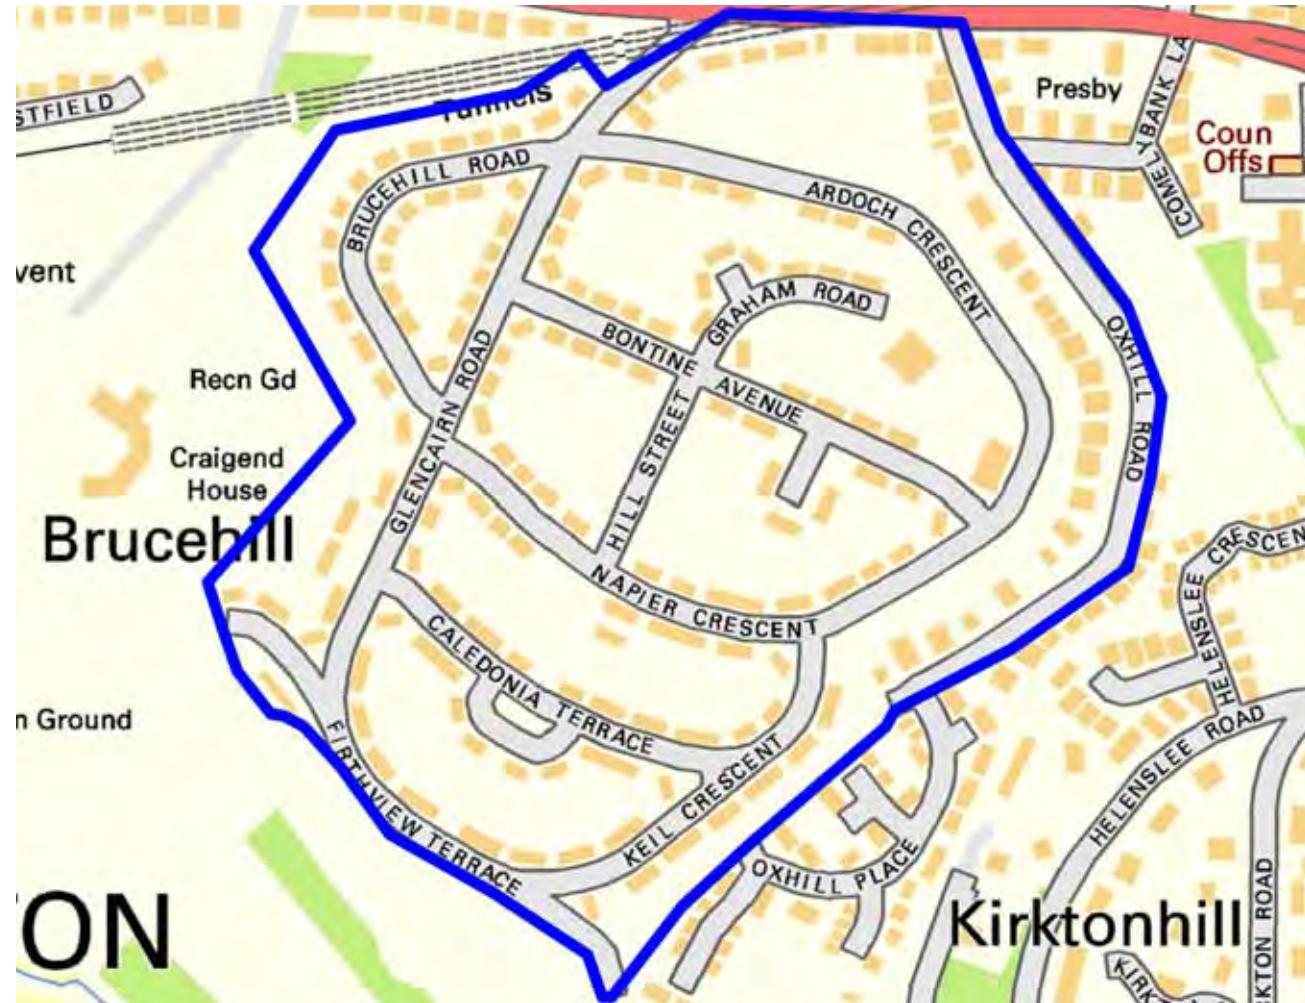 STFIELD
Tunnels
Presby
COMELYBANK LA
Coun
Offs
BRUCEHILL ROAD
ARDOCH CRESCENT
vent
GRAHAM ROAD
BONTINE AVENUE
OXHILL ROAD
Recn Gd
GLENCAIRN ROAD
HILL STREET
Craigend
House
Brucehill
NAPIER CRESCENT
HELENSLEE CRESCEN
CALEDONIA TERRACE
n Ground
HELENSLEE ROAD
FIRTHVIEW TERRACE
KEIL CRESCENT
OXHILL PLACE
ON
Kirktonhill
KIRK
KTON ROAD